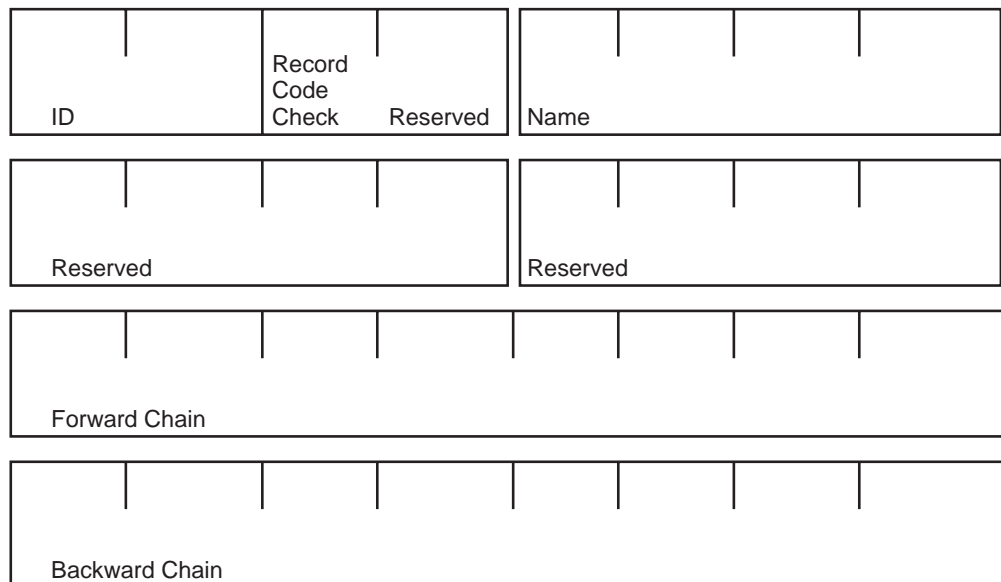 ID
Record
Code
Check
Reserved
Name
Reserved
Reserved
Forward Chain
Backward Chain